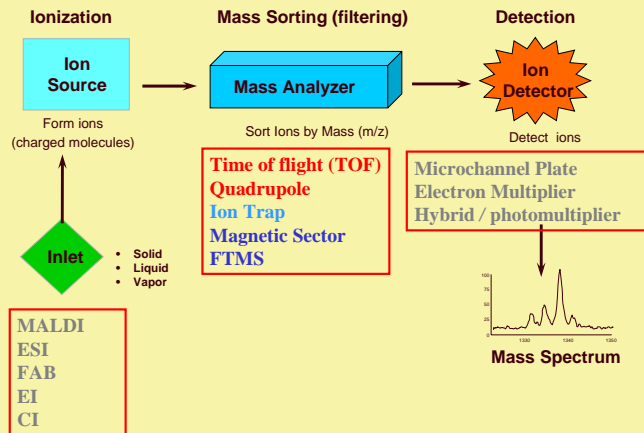 Ionization
Mass Sorting (filtering)
Detection
Ion
Source
Mass Analyzer
Ion
Detector
Form ions
(charged molecules)
Sort Ions by Mass (m/z)
Detect ions
Time of flight (TOF)
Quadrupole
Ion Trap
Magnetic Sector
FTMS
Microchannel Plate
Electron Multiplier
Hybrid / photomultiplier
Inlet
• Solid
• Liquid
• Vapor
MALDI
ESI
FAB
EI
CI
100
75
50
25
0
1330
1340
1350
Mass Spectrum